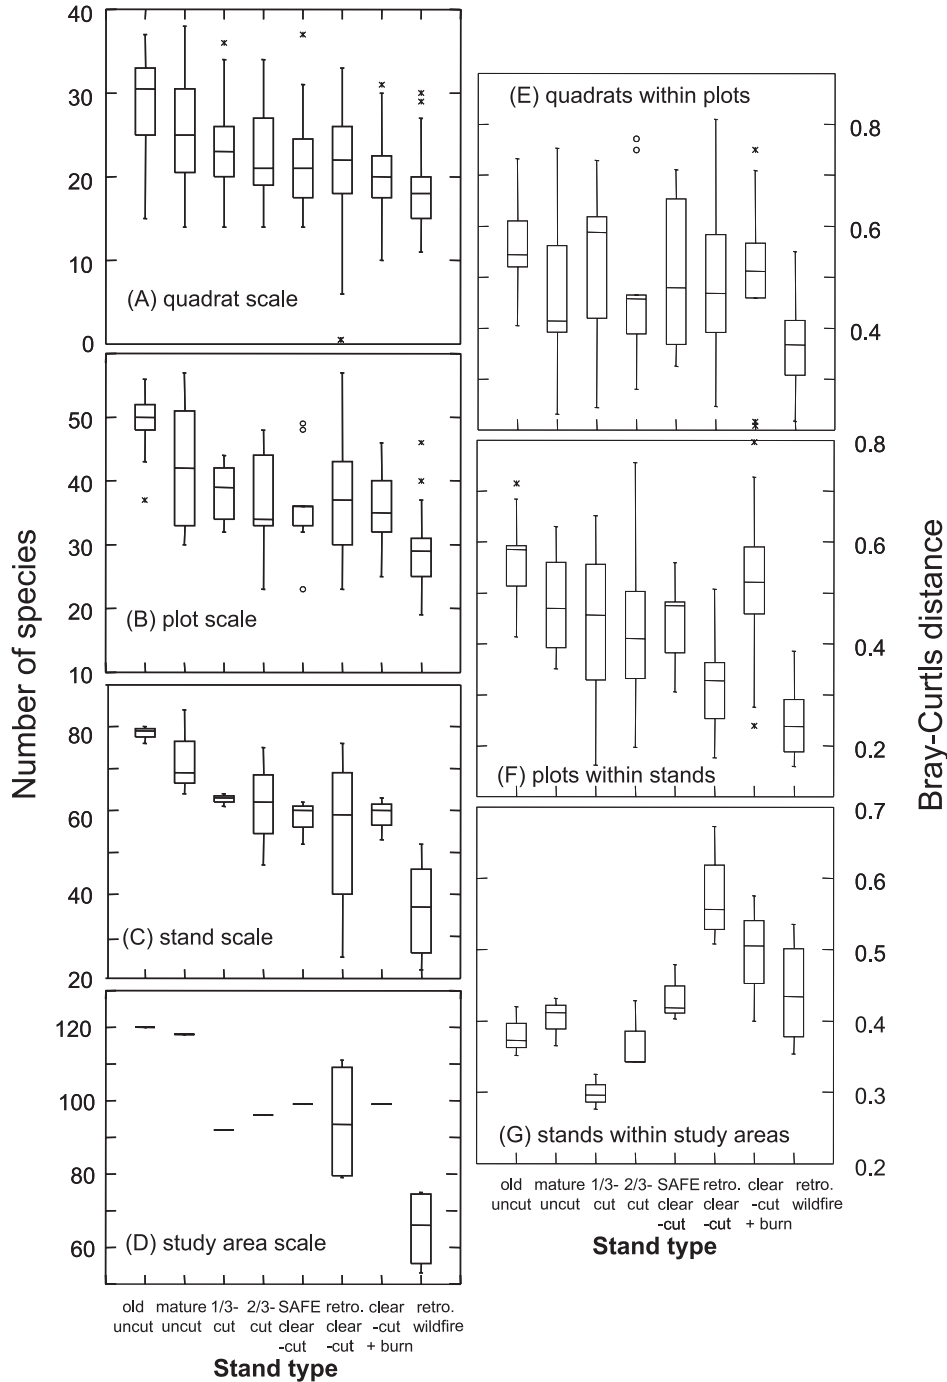 Number of species
40
30
20
10
0
(A) quadrat scale
50
40
30
20
10
(B) plot scale
80
60
40
20
(C) stand scale
120
100
80
60
(D) study area scale
old uncut
mature uncut
1/3-cut
2/3-cut
SAFE clear-cut
retro. clear-cut
clear-cut + burn
retro. wildfire
Stand type
(E) quadrats within plots
0.8
0.6
0.4
(F) plots within stands
0.8
0.6
0.4
0.2
(G) stands within study areas
0.7
0.6
0.5
0.4
0.3
0.2
old uncut
mature uncut
1/3-cut
2/3-cut
SAFE clear-cut
retro. clear-cut
clear-cut + burn
retro. wildfire
Stand type
Bray-CurtIs distance